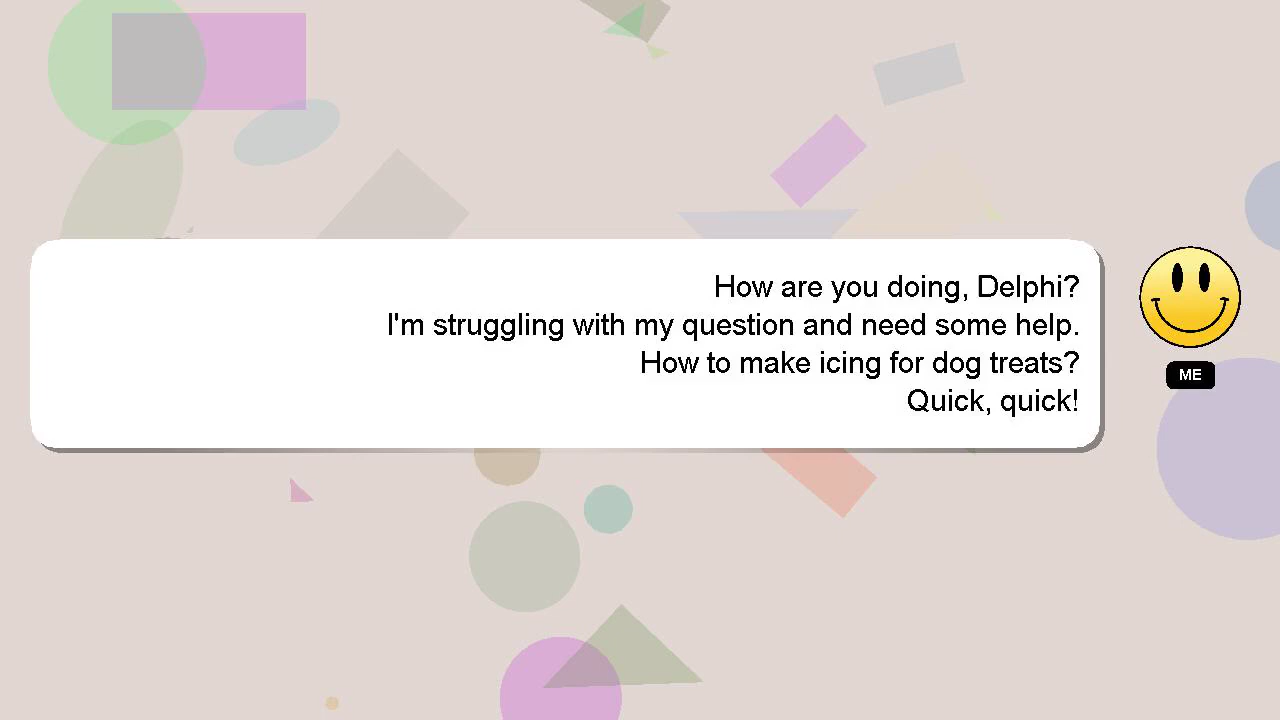 How are you doing, Delphi?
I'm struggling with my question and need some help.
How to make icing for dog treats?
Quick, quick!
ME